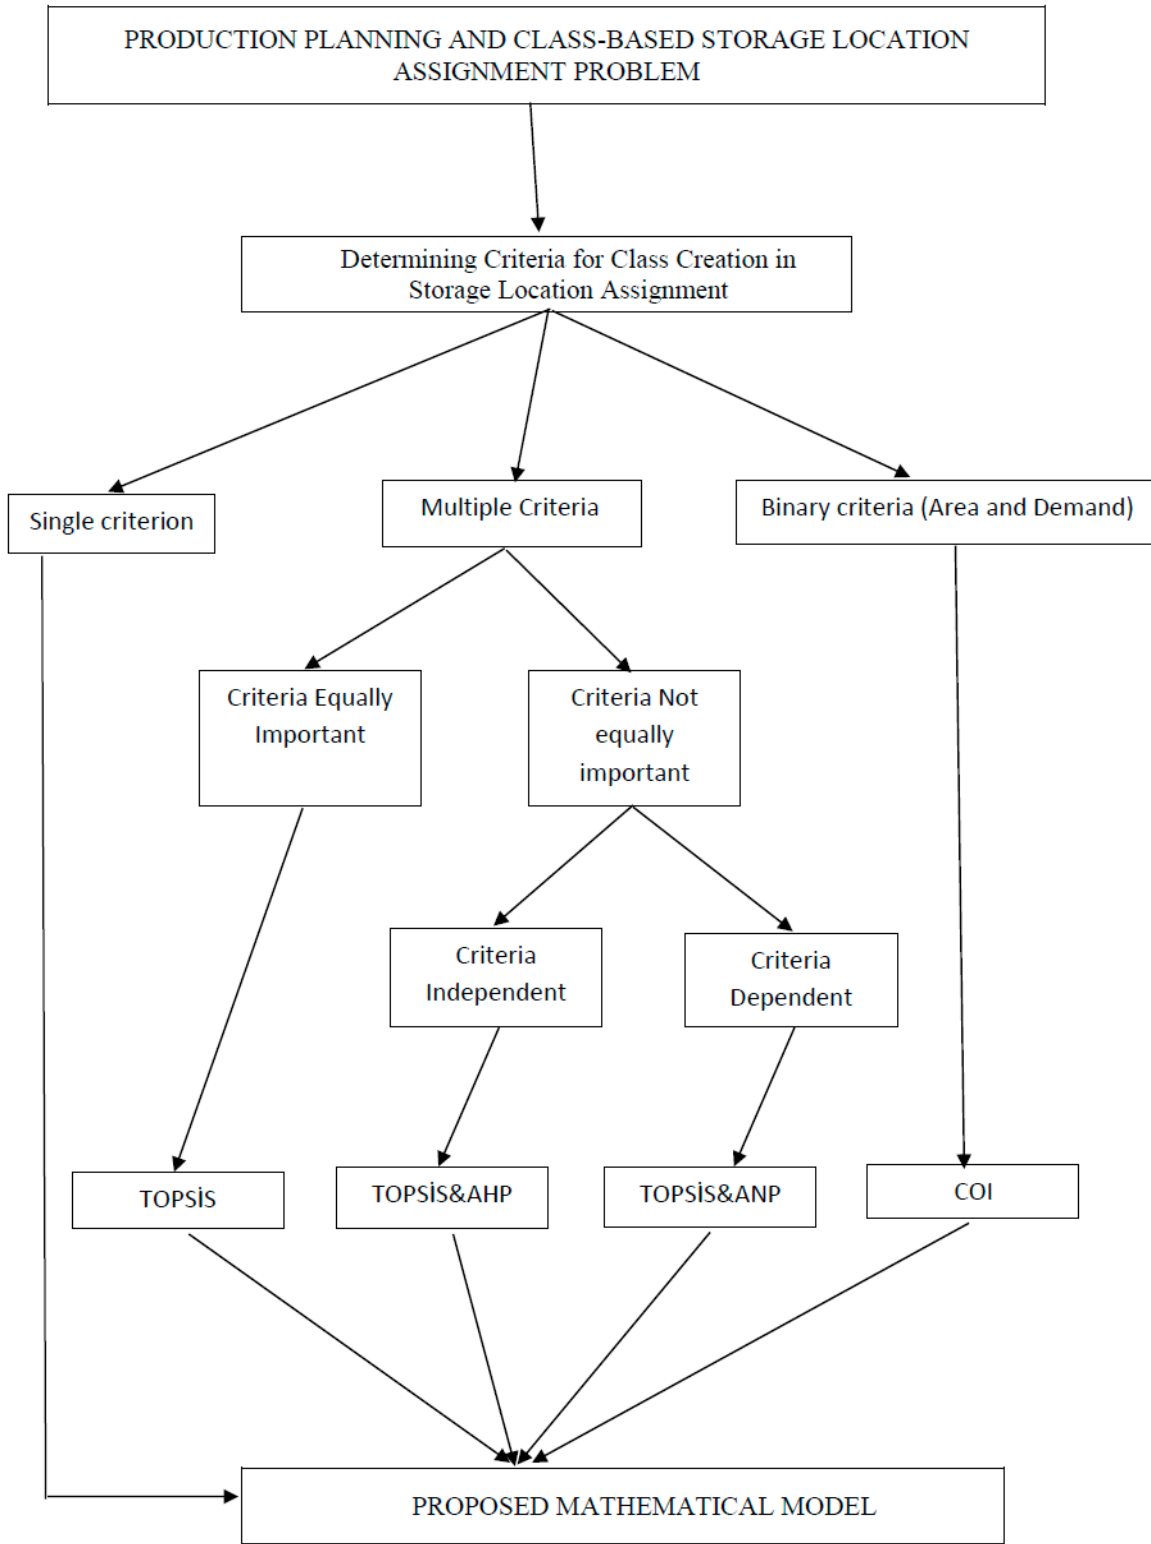 PRODUCTION PLANNING AND CLASS-BASED STORAGE LOCATION
ASSIGNMENT PROBLEM
Determining Criteria for Class Creation in
Storage Location Assignment
Single criterion
Multiple Criteria
Binary criteria (Area and Demand)
Criteria Equally
Important
Criteria Not
equally
important
Criteria
Independent
Criteria
Dependent
TOPSİS
TOPSİS&AHP
TOPSİS&ANP
COI
PROPOSED MATHEMATICAL MODEL